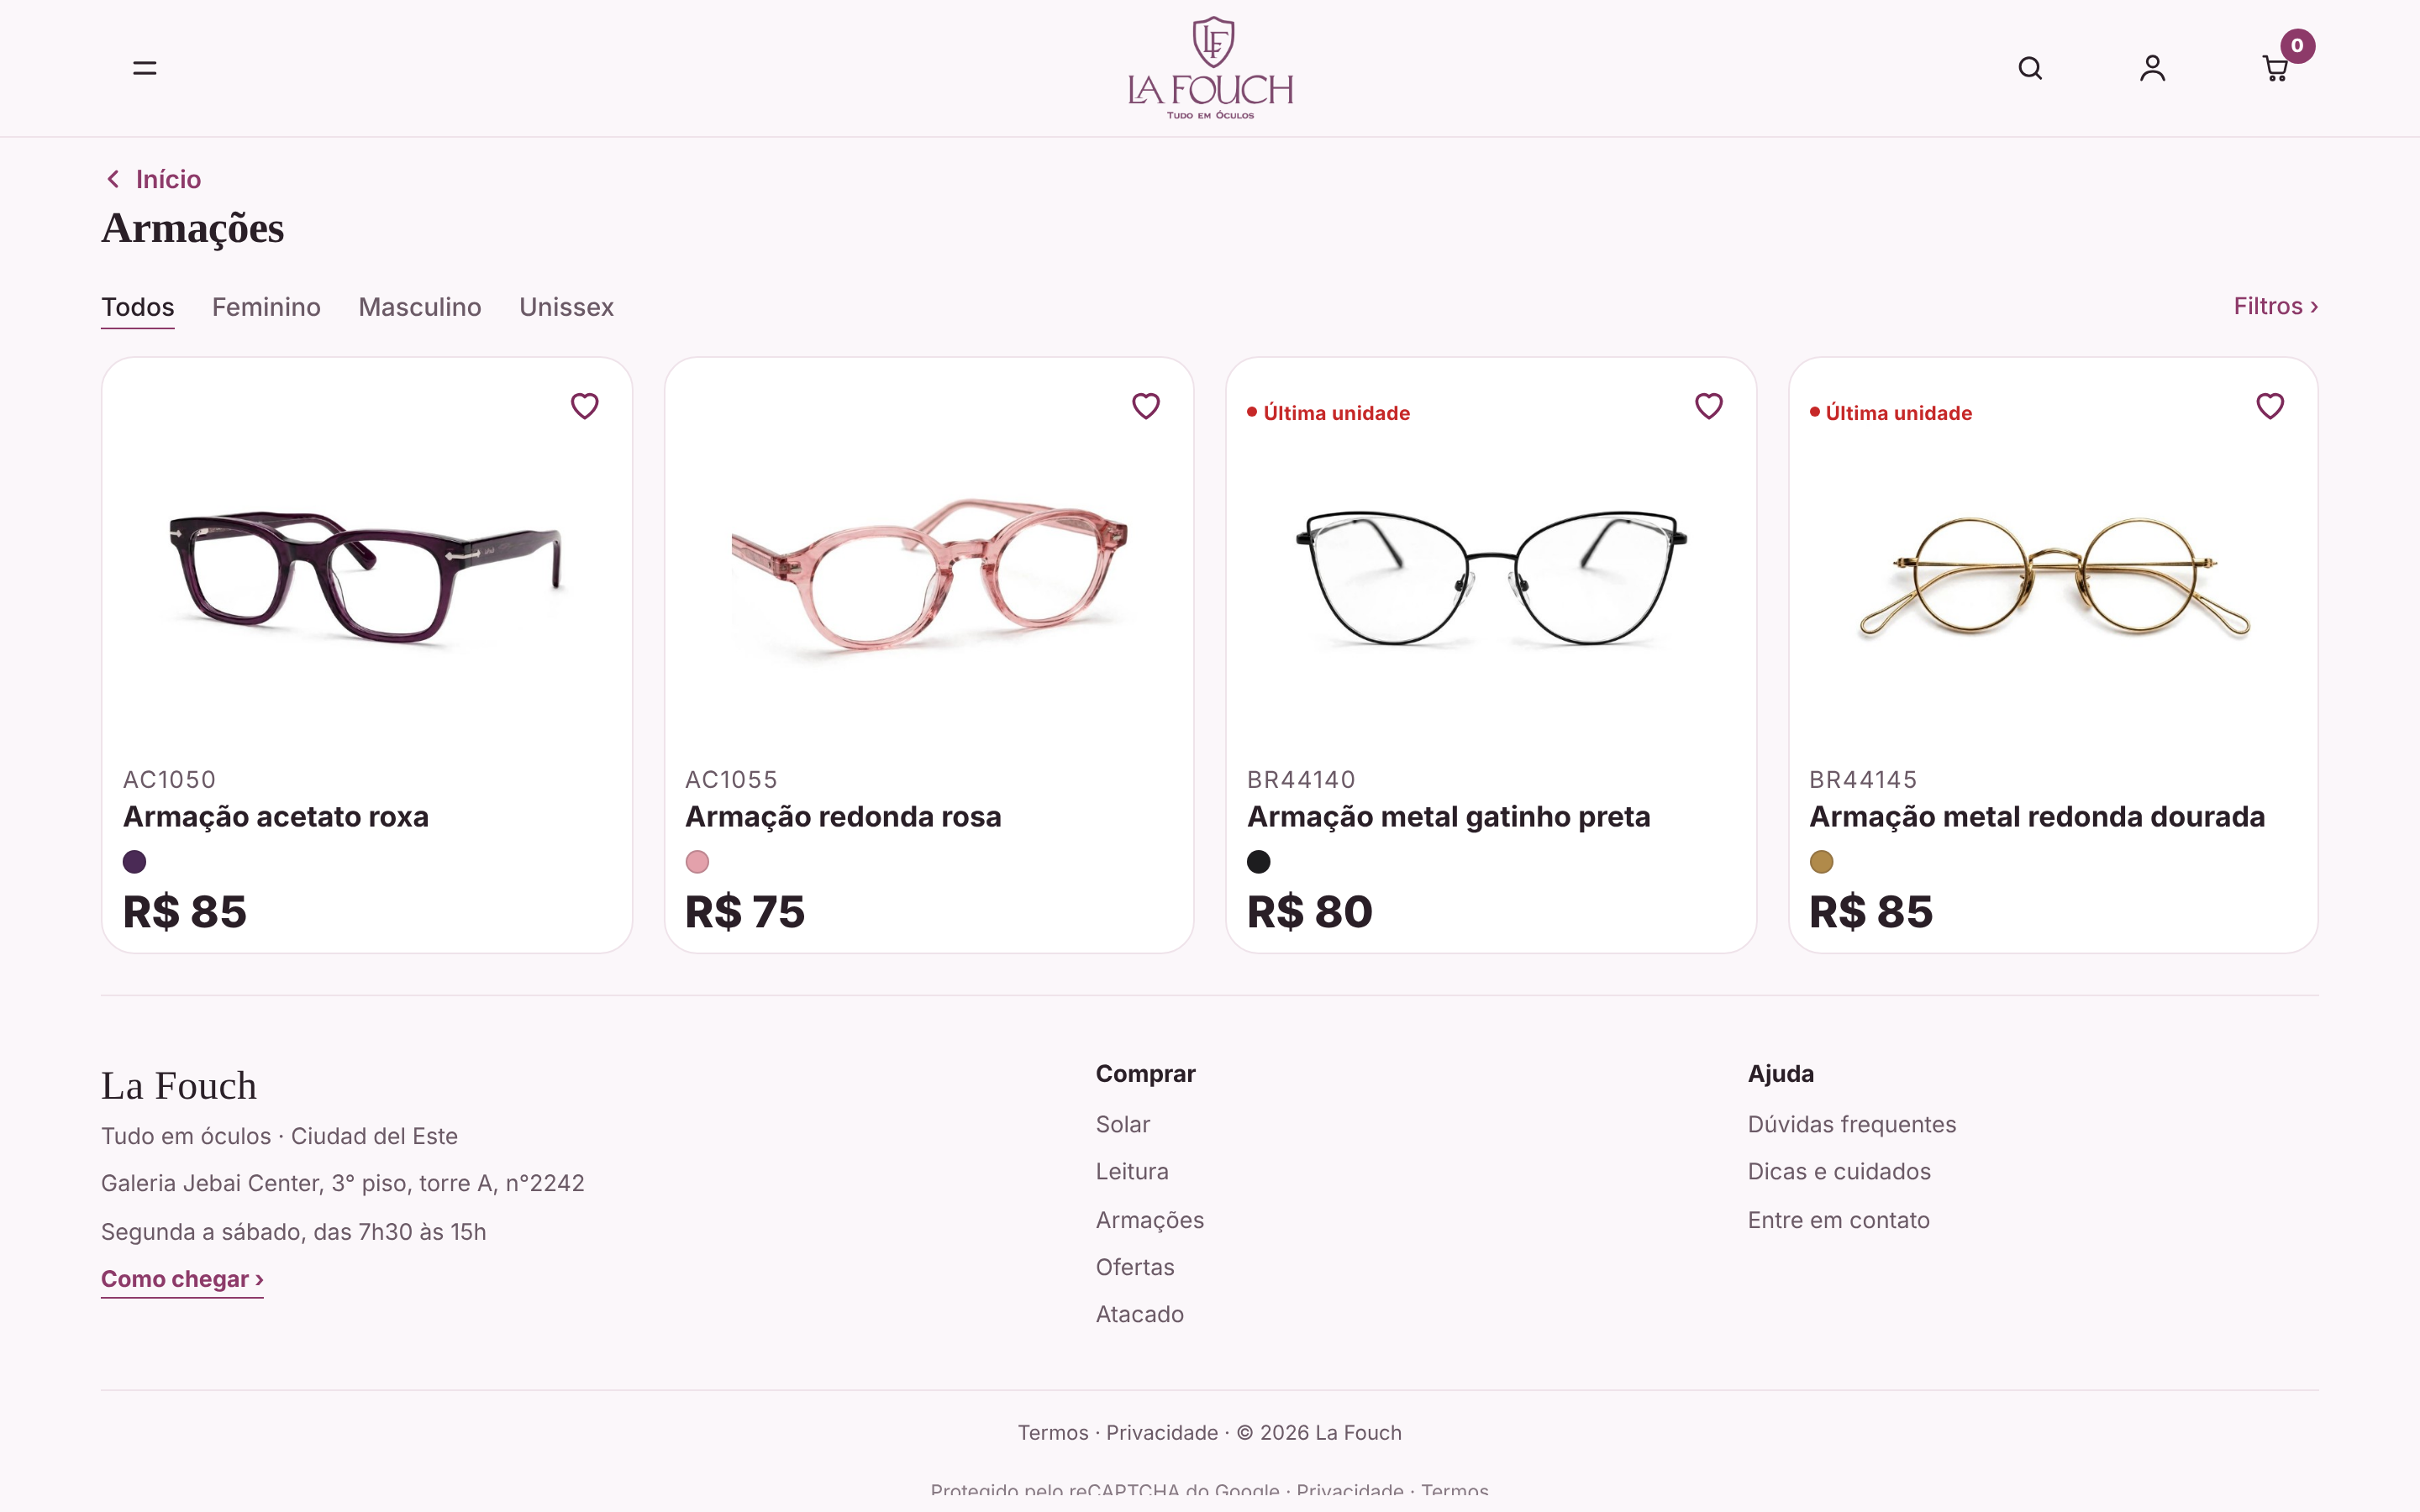 LF
LA FOUCH
TUDO EM ÓCULOS
0
Início
Armações
Todos Feminino Masculino Unissex Filtros ›
Última unidade
Última unidade
AC1050
Armação acetato roxa
R$ 85
AC1055
Armação redonda rosa
R$ 75
BR44140
Armação metal gatinho preta
R$ 80
BR44145
Armação metal redonda dourada
R$ 85
La Fouch
Tudo em óculos · Ciudad del Este
Galeria Jebai Center, 3° piso, torre A, n°2242
Segunda a sábado, das 7h30 às 15h
Como chegar ›
Comprar
Solar
Leitura
Armações
Ofertas
Atacado
Ajuda
Dúvidas frequentes
Dicas e cuidados
Entre em contato
Termos · Privacidade · © 2026 La Fouch
Protegido pelo reCAPTCHA do Google · Privacidade · Termos